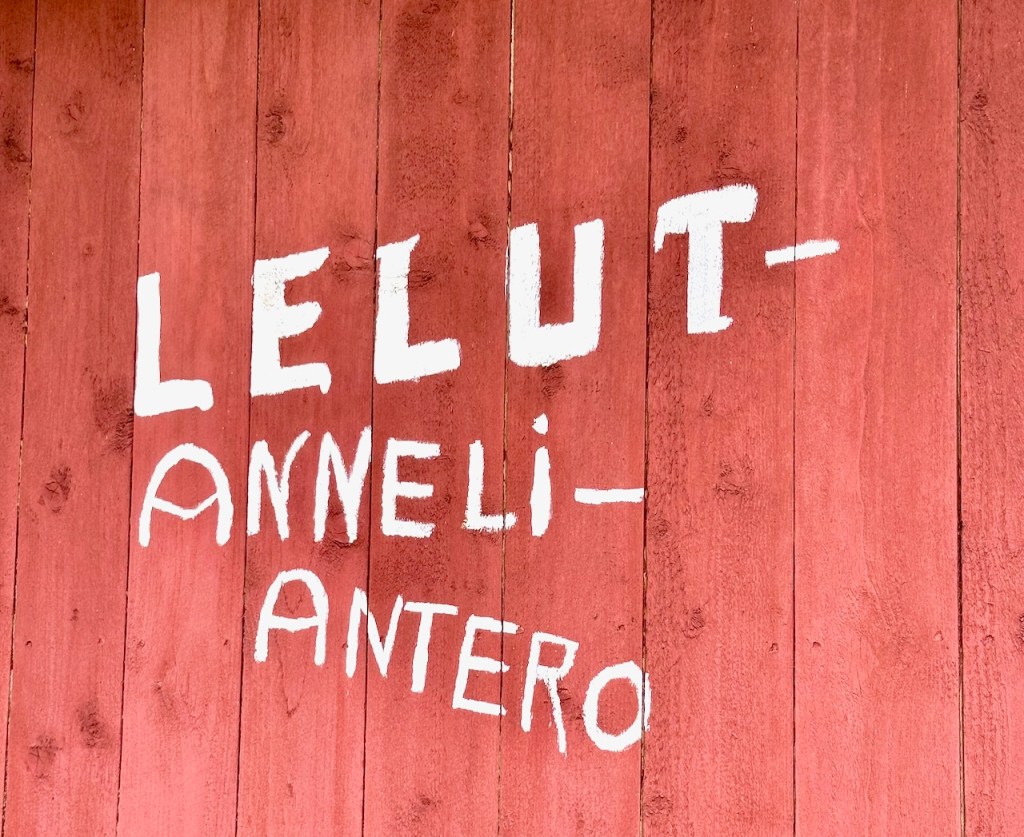 LELUT-
ANNELi-
ANTERO